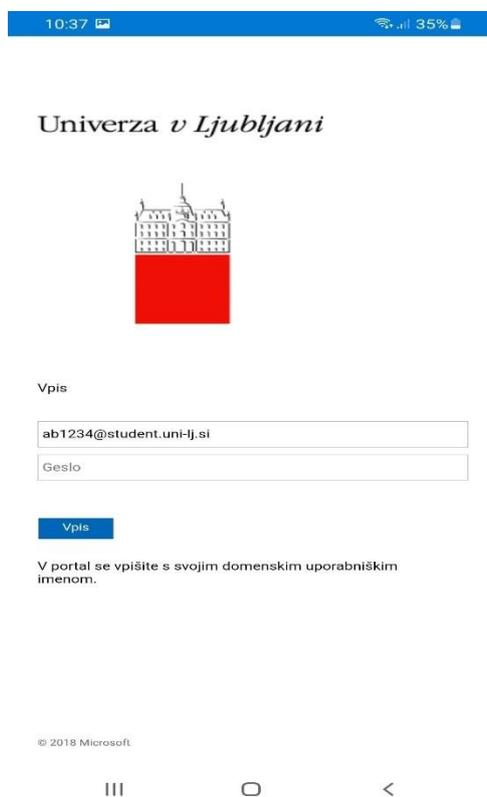 10:37 35%
Univerza v Ljubljani
Vpis
ab1234@student.uni-lj.si
Geslo
Vpis
V portal se vpišite s svojim domenskim uporabniškim
imenom.
© 2018 Microsoft